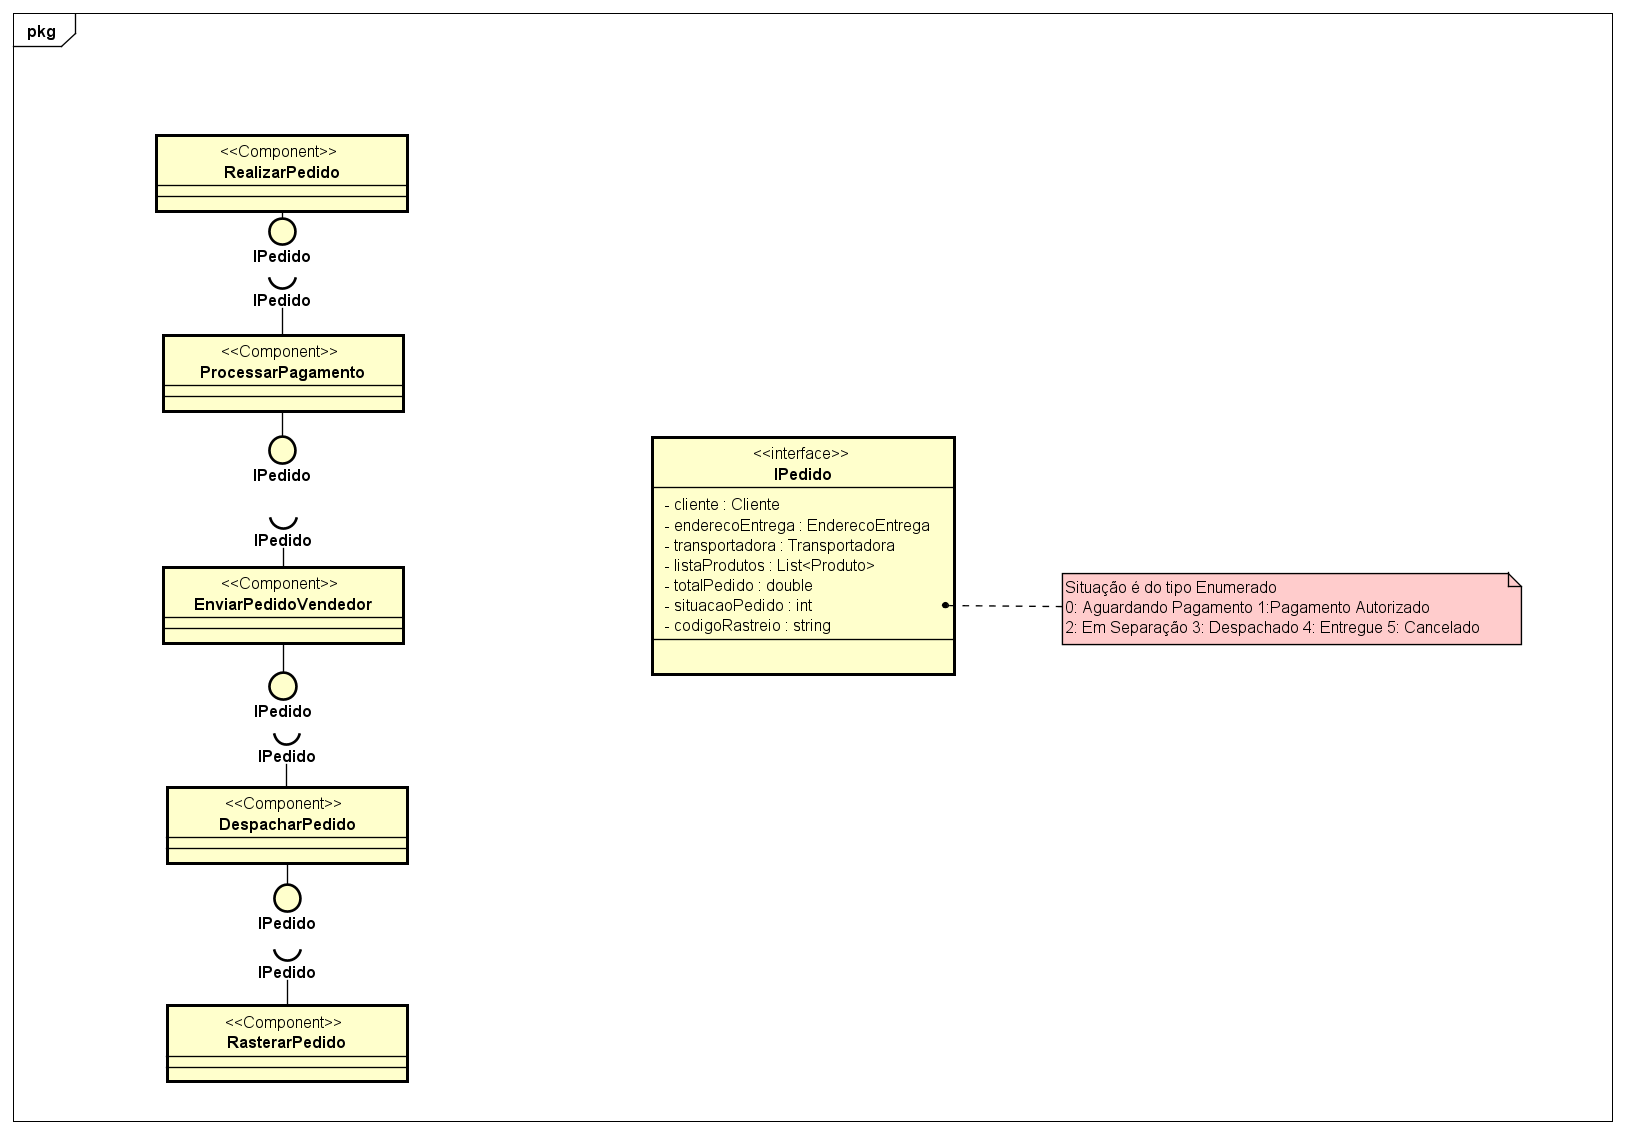 pkg
<<Component>>
RealizarPedido
IPedido
IPedido
<<Component>>
ProcessarPagamento
IPedido
IPedido
<<Component>>
EnviarPedidoVendedor
IPedido
IPedido
<<Component>>
DespacharPedido
IPedido
IPedido
<<Component>>
RasterarPedido
<<interface>>
IPedido
- cliente : Cliente
- enderecoEntrega : EnderecoEntrega
- transportadora : Transportadora
- listaProdutos : List<Produto>
- totalPedido : double
- situacaoPedido : int
- codigoRastreio : string
Situação é do tipo Enumerado
0: Aguardando Pagamento 1:Pagamento Autorizado
2: Em Separação 3: Despachado 4: Entregue 5: Cancelado